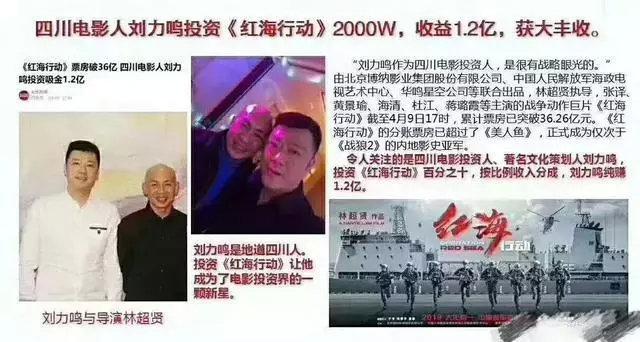 四川电影人刘力鸣投资《红海行动》2000W，收益1.2亿，获大丰收。
《红海行动》票房破36亿 四川电影人刘力
鸣投资吸金1.2亿
刘力鸣与导演林超贤
刘力鸣是地道四川人。
投资《红海行动》让他
成为了电影投资界的一
颗新星。
“刘力鸣作为四川电影投资人，是很有战略眼光的。”
由北京博纳影业集团股份有限公司、中国人民解放军海政电
视艺术中心、华鸣星空公司等联合出品，林超贤执导，张译、
黄景瑜、海清、杜江、蒋璐霞等主演的战争动作巨片《红海
行动》截至4月9日17时，累计票房已突破36.26亿元。《红
海行动》的分账票房已超过了《美人鱼》，正式成为仅次于
《战狼2》的内地影史亚军。
令人关注的是四川电影投资人、著名文化策划人刘力鸣，
投资《红海行动》百分之十，按比例收入分成，刘力鸣纯赚
1.2亿。
林超贤 作品
红海
OPERATION
RED SEA
行动